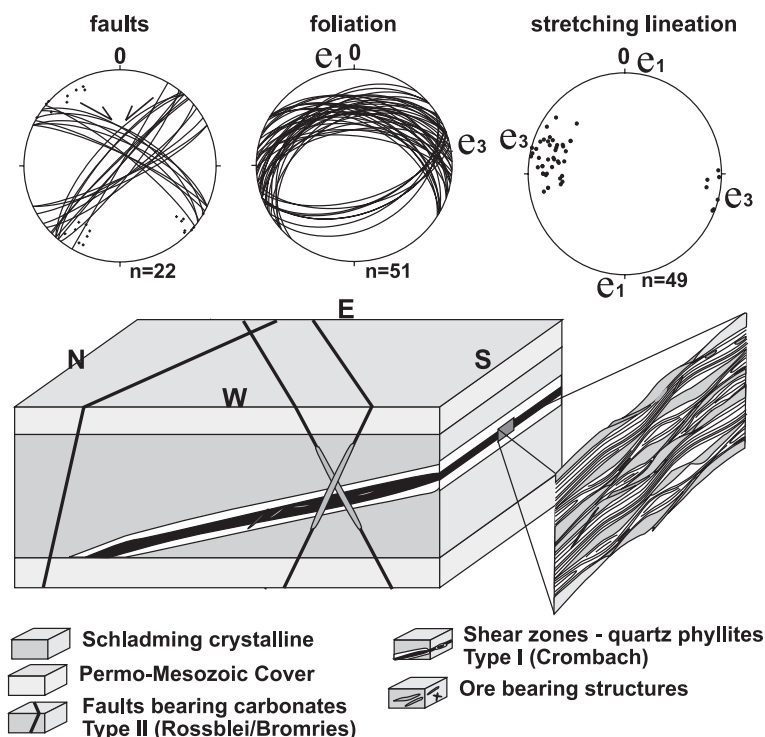 faults
foliation
stretching lineation
0
e1 0
0 e1
e3
e3
e3
n=22
n=51
e1 n=49
E
N
S
W
Schladming crystalline
Permo-Mesozoic Cover
Faults bearing carbonates
Type II (Rossblei/Bromries)
Shear zones - quartz phyllites
Type I (Crombach)
Ore bearing structures